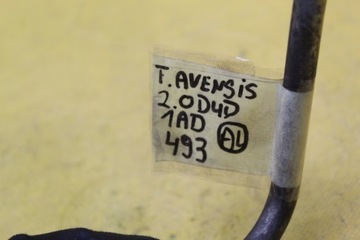 T. AVENSIS
2.0D4D
1AD AL
493